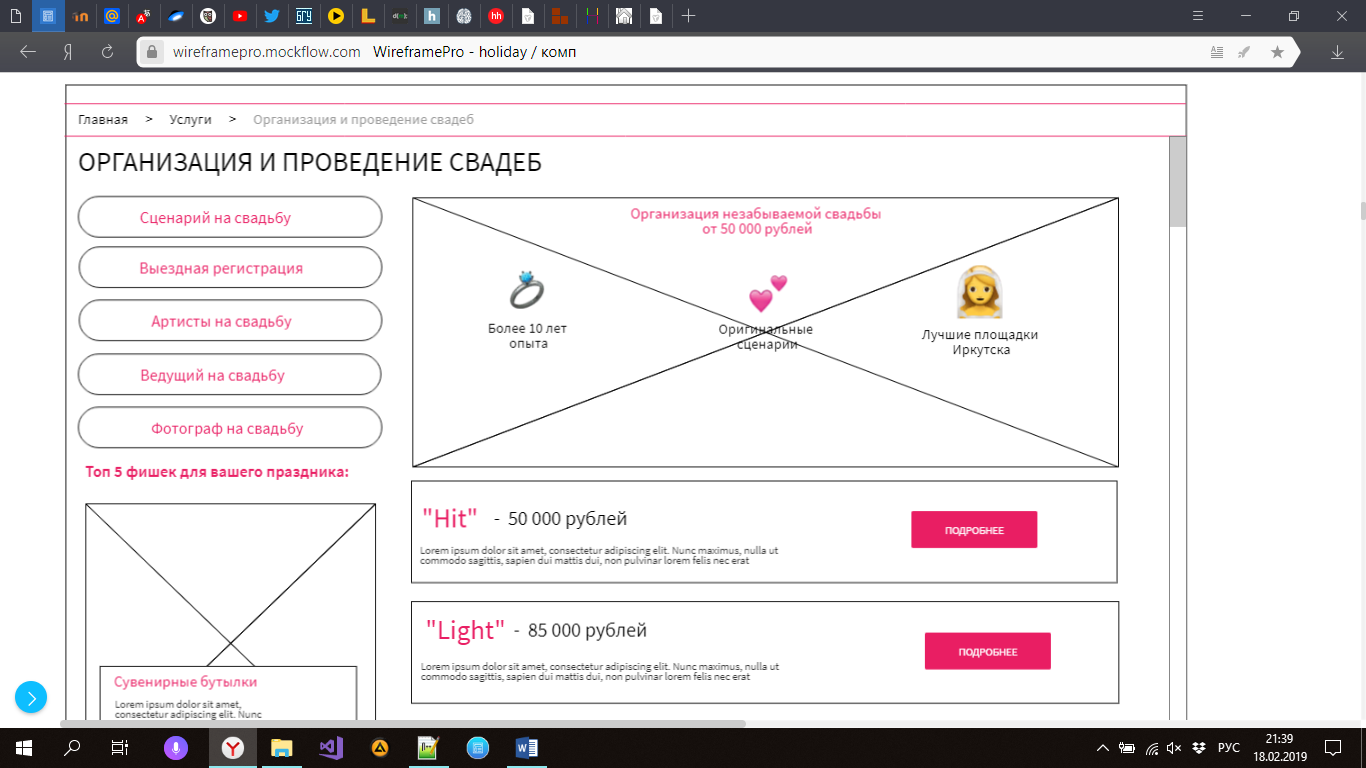 wireframepro.mockflow.com WireframePro - holiday / комп
Главная > Услуги > Организация и проведение свадеб
ОРГАНИЗАЦИЯ И ПРОВЕДЕНИЕ СВАДЕБ
Сценарий на свадьбу
Выездная регистрация
Артисты на свадьбу
Ведущий на свадьбу
Фотограф на свадьбу
Топ 5 фишек для вашего праздника:
Сувенирные бутылки
Lorem ipsum dolor sit amet,
consectetur adipiscing elit. Nunc
Организация незабываемой свадьбы
от 50 000 рублей
Более 10 лет
опыта
Оригинальные
сценарии
Лучшие площадки
Иркутска
"Hit" - 50 000 рублей
Lorem ipsum dolor sit amet, consectetur adipiscing elit. Nunc maximus, nulla ut
commodo sagittis, sapien dui mattis dui, non pulvinar lorem felis nec erat
ПОДРОБНЕЕ
"Light" - 85 000 рублей
Lorem ipsum dolor sit amet, consectetur adipiscing elit. Nunc maximus, nulla ut
commodo sagittis, sapien dui mattis dui, non pulvinar lorem felis nec erat
ПОДРОБНЕЕ
РУС
21:39
18.02.2019